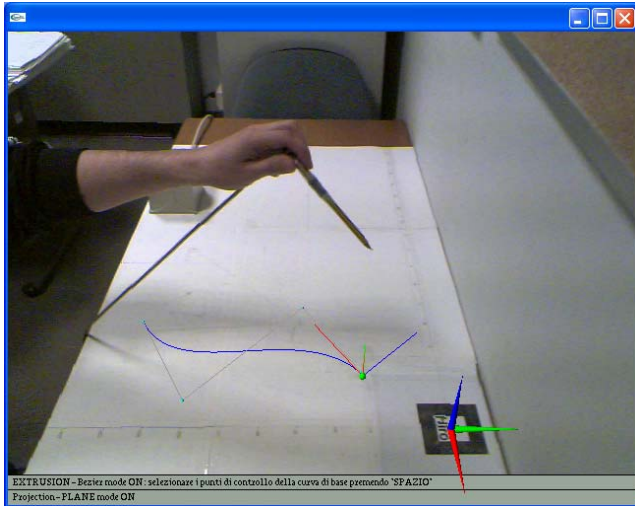 EXTRUSION - Bezier mode ON : selezionare i punti di controllo della curva di base premendo "SPAZIO"
Projection - PLANE mode ON